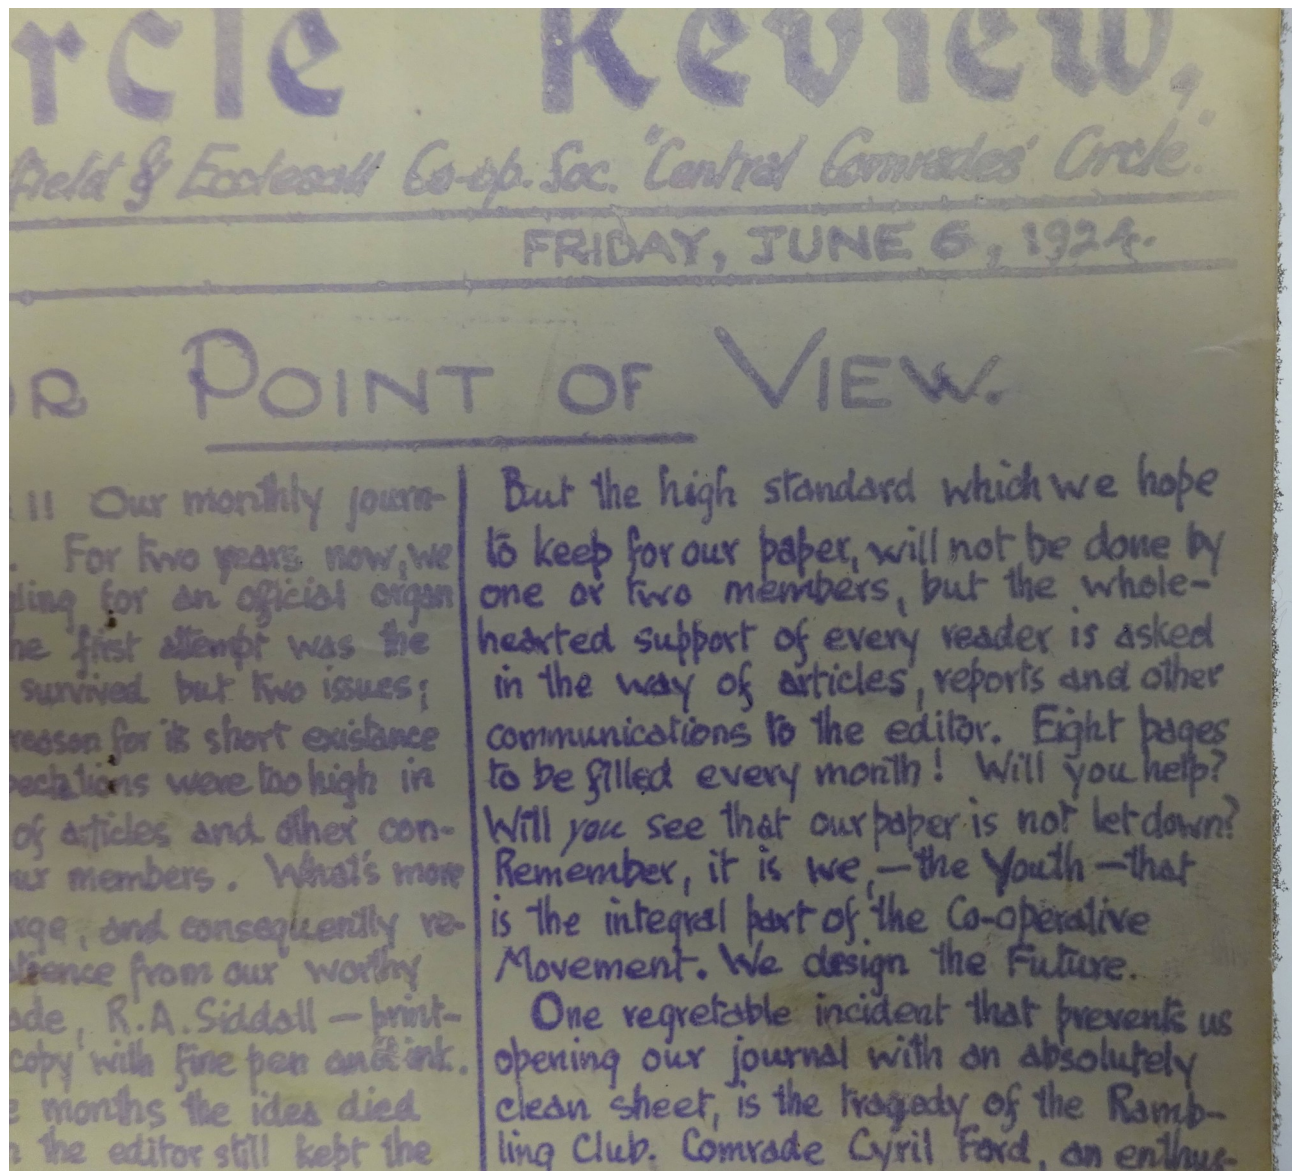 rcle Review.
field & Ecclesall Co-op. Soc. "Central Comrades' Circle."
FRIDAY, JUNE 6, 1924.
OR POINT OF VIEW.
!! Our monthly journ-
. For two years now, we
ling for an official organ
he first attempt was the
survived but two issues;
reason for its short existance
pectations were too high in
of articles and other con-
ur members. What's more
rge, and consequently re-
atience from our worthy
ade, R.A. Siddall — print-
copy with fine pen and ink.
e months the idea died
n the editor still kept the
But the high standard which we hope
to keep for our paper, will not be done by
one or two members, but the whole-
hearted support of every reader is asked
in the way of articles, reports and other
communications to the editor. Eight pages
to be filled every month! Will you help?
Will you see that our paper is not let down?
Remember, it is we, — the Youth — that
is the integral part of the Co-operative
Movement. We design the Future.
One regretable incident that prevents us
opening our journal with an absolutely
clean sheet, is the tragedy of the Ramb-
ling Club. Comrade Cyril Ford, an enthus-